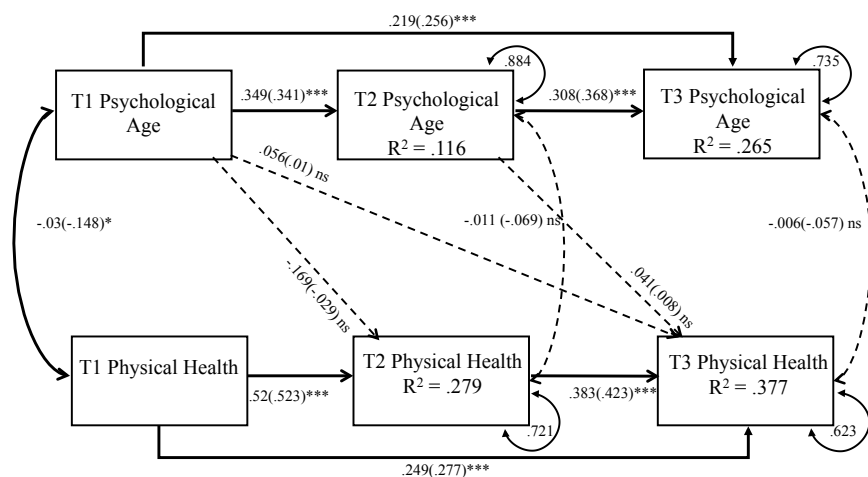 .219(.256)***
.884
.735
T1 Psychological
Age
.349(.341)***
T2 Psychological
Age
R² = .116
.308(.368)***
T3 Psychological
Age
R² = .265
.056(.01) ns
-.03(-.148)*
-.011 (-.069) ns
-.006(-.057) ns
-.169(-.029) ns
.041(.008) ns
T1 Physical Health
.52(.523)***
T2 Physical Health
R² = .279
.383(.423)***
T3 Physical Health
R² = .377
.721
.623
.249(.277)***